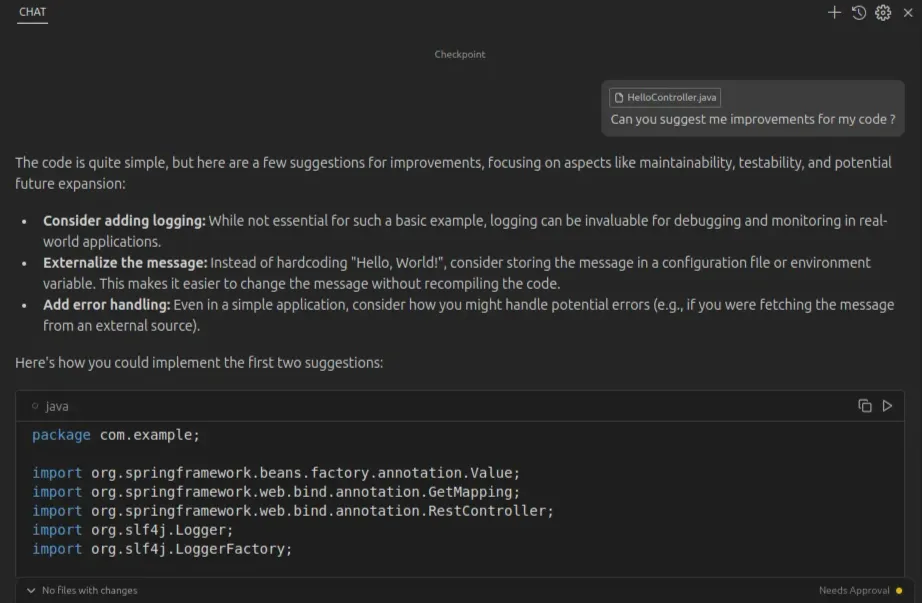 CHAT
Checkpoint
HelloController.java
Can you suggest me improvements for my code ?
The code is quite simple, but here are a few suggestions for improvements, focusing on aspects like maintainability, testability, and potential
future expansion:
• Consider adding logging: While not essential for such a basic example, logging can be invaluable for debugging and monitoring in real-
world applications.
• Externalize the message: Instead of hardcoding "Hello, World!", consider storing the message in a configuration file or environment
variable. This makes it easier to change the message without recompiling the code.
• Add error handling: Even in a simple application, consider how you might handle potential errors (e.g., if you were fetching the message
from an external source).
Here's how you could implement the first two suggestions:
java
package com.example;
import org.springframework.beans.factory.annotation.Value;
import org.springframework.web.bind.annotation.GetMapping;
import org.springframework.web.bind.annotation.RestController;
import org.slf4j.Logger;
import org.slf4j.LoggerFactory;
No files with changes
Needs Approval